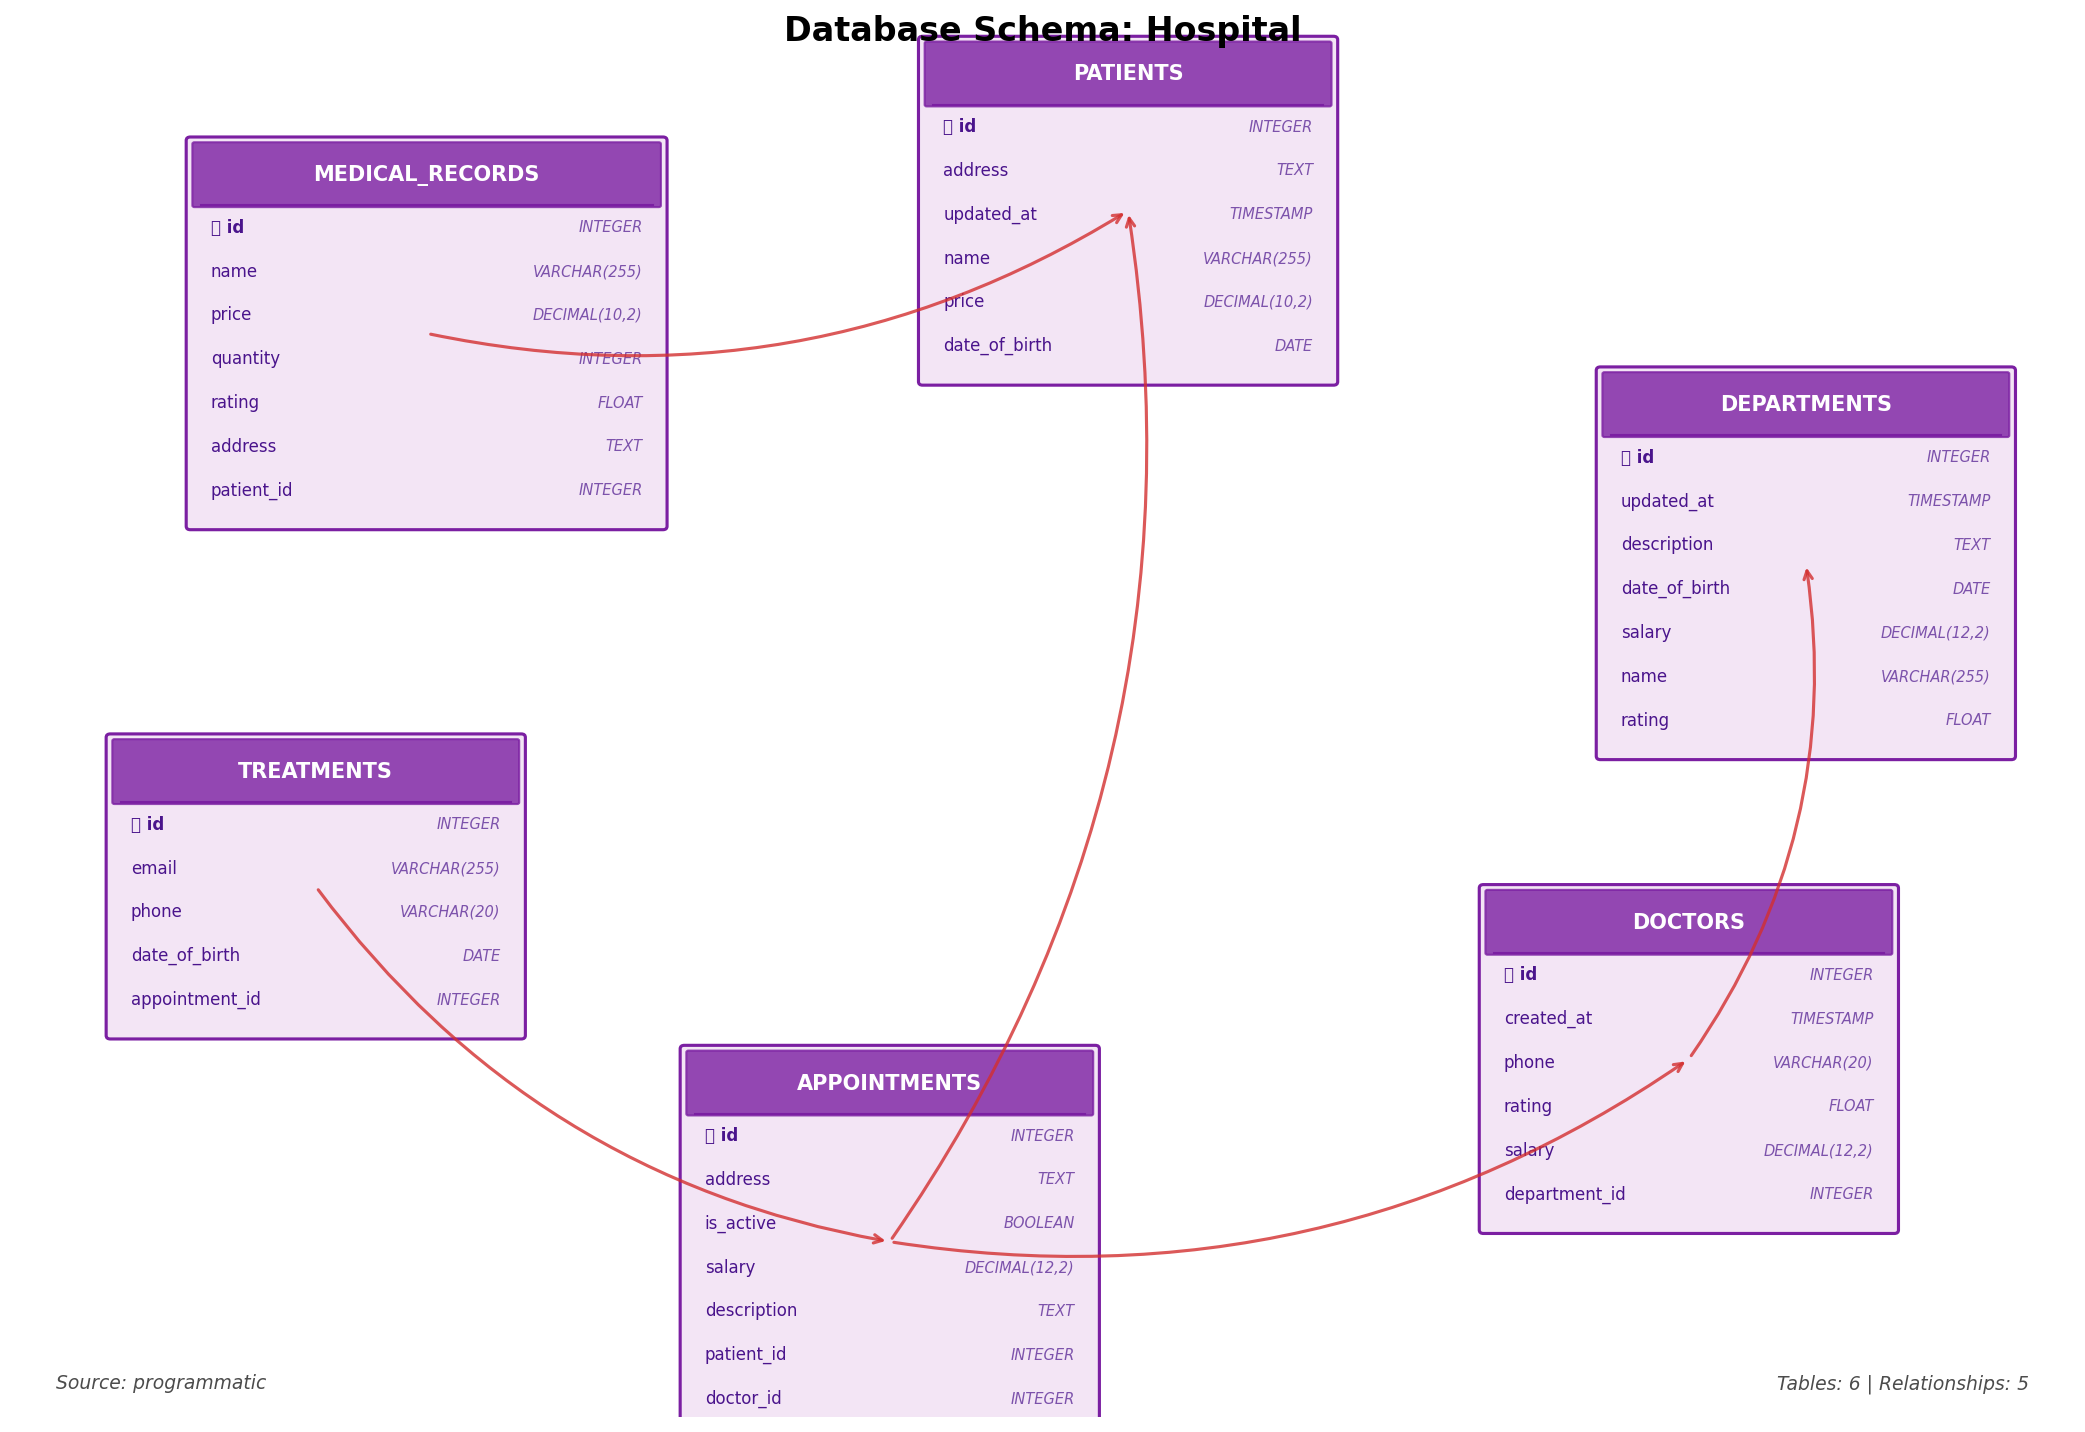 Database Schema: Hospital
PATIENTS
id INTEGER
address TEXT
updated_at TIMESTAMP
name VARCHAR(255)
price DECIMAL(10,2)
date_of_birth DATE
MEDICAL_RECORDS
id INTEGER
name VARCHAR(255)
price DECIMAL(10,2)
quantity INTEGER
rating FLOAT
address TEXT
patient_id INTEGER
DEPARTMENTS
id INTEGER
updated_at TIMESTAMP
description TEXT
date_of_birth DATE
salary DECIMAL(12,2)
name VARCHAR(255)
rating FLOAT
TREATMENTS
id INTEGER
email VARCHAR(255)
phone VARCHAR(20)
date_of_birth DATE
appointment_id INTEGER
DOCTORS
id INTEGER
created_at TIMESTAMP
phone VARCHAR(20)
rating FLOAT
salary DECIMAL(12,2)
department_id INTEGER
APPOINTMENTS
id INTEGER
address TEXT
is_active BOOLEAN
salary DECIMAL(12,2)
description TEXT
patient_id INTEGER
doctor_id INTEGER
Source: programmatic
Tables: 6 | Relationships: 5